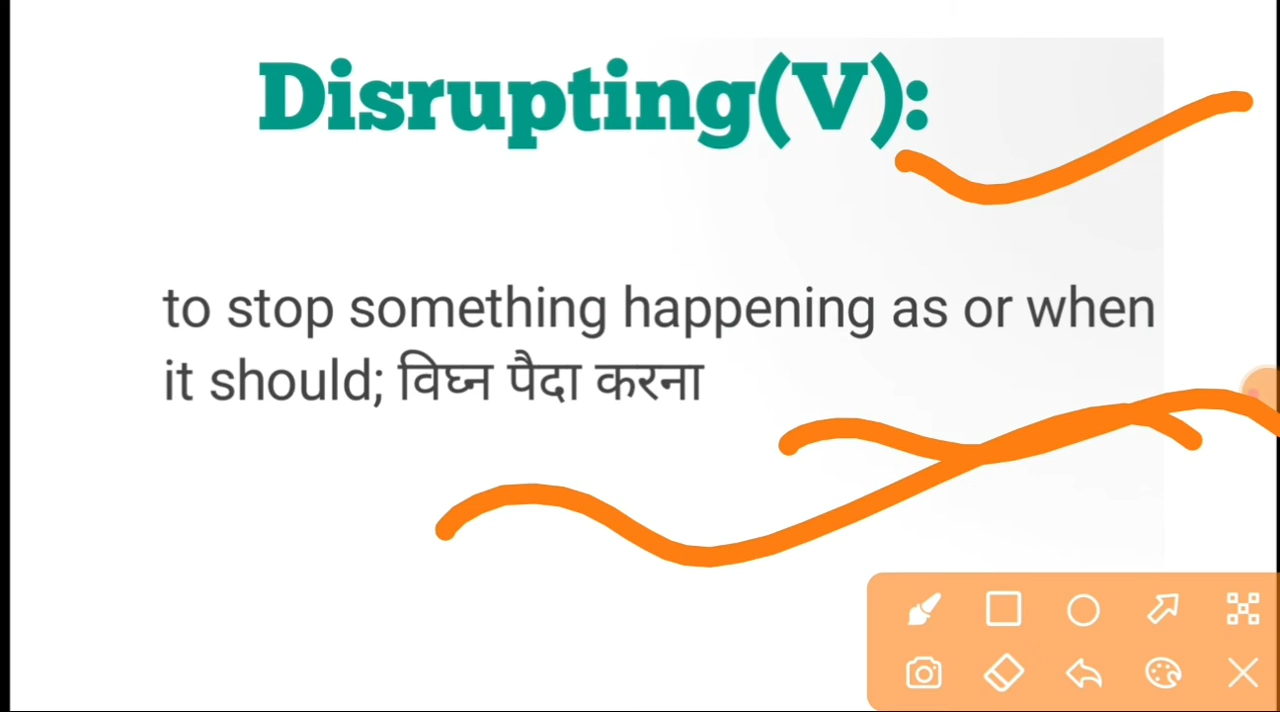 Disrupting(V):
to stop something happening as or when
it should; विघ्न पैदा करना